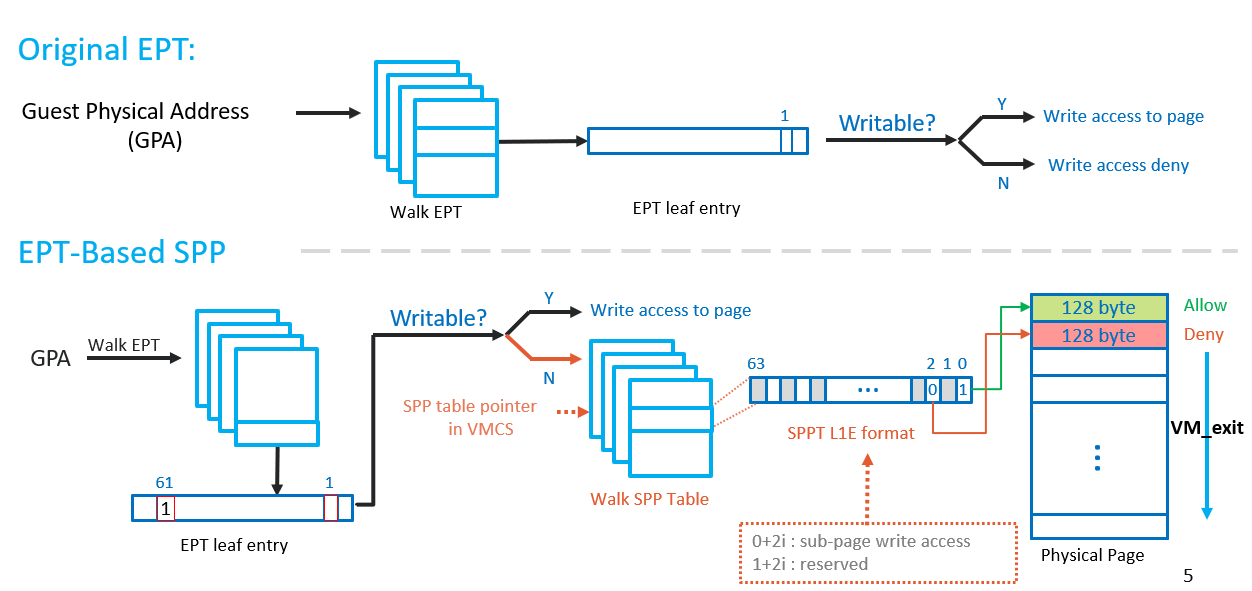 Original EPT:
Guest Physical Address
(GPA)
Walk EPT
1
EPT leaf entry
Writable?
Y
Write access to page
Write access deny
N
EPT-Based SPP
GPA
Walk EPT
61
1
1
EPT leaf entry
Writable?
Y
Write access to page
N
SPP table pointer
in VMCS
Walk SPP Table
63
2 1 0
...
0 1
SPPT L1E format
0+2i : sub-page write access
1+2i : reserved
128 byte
Allow
128 byte
Deny
VM_exit
Physical Page
5